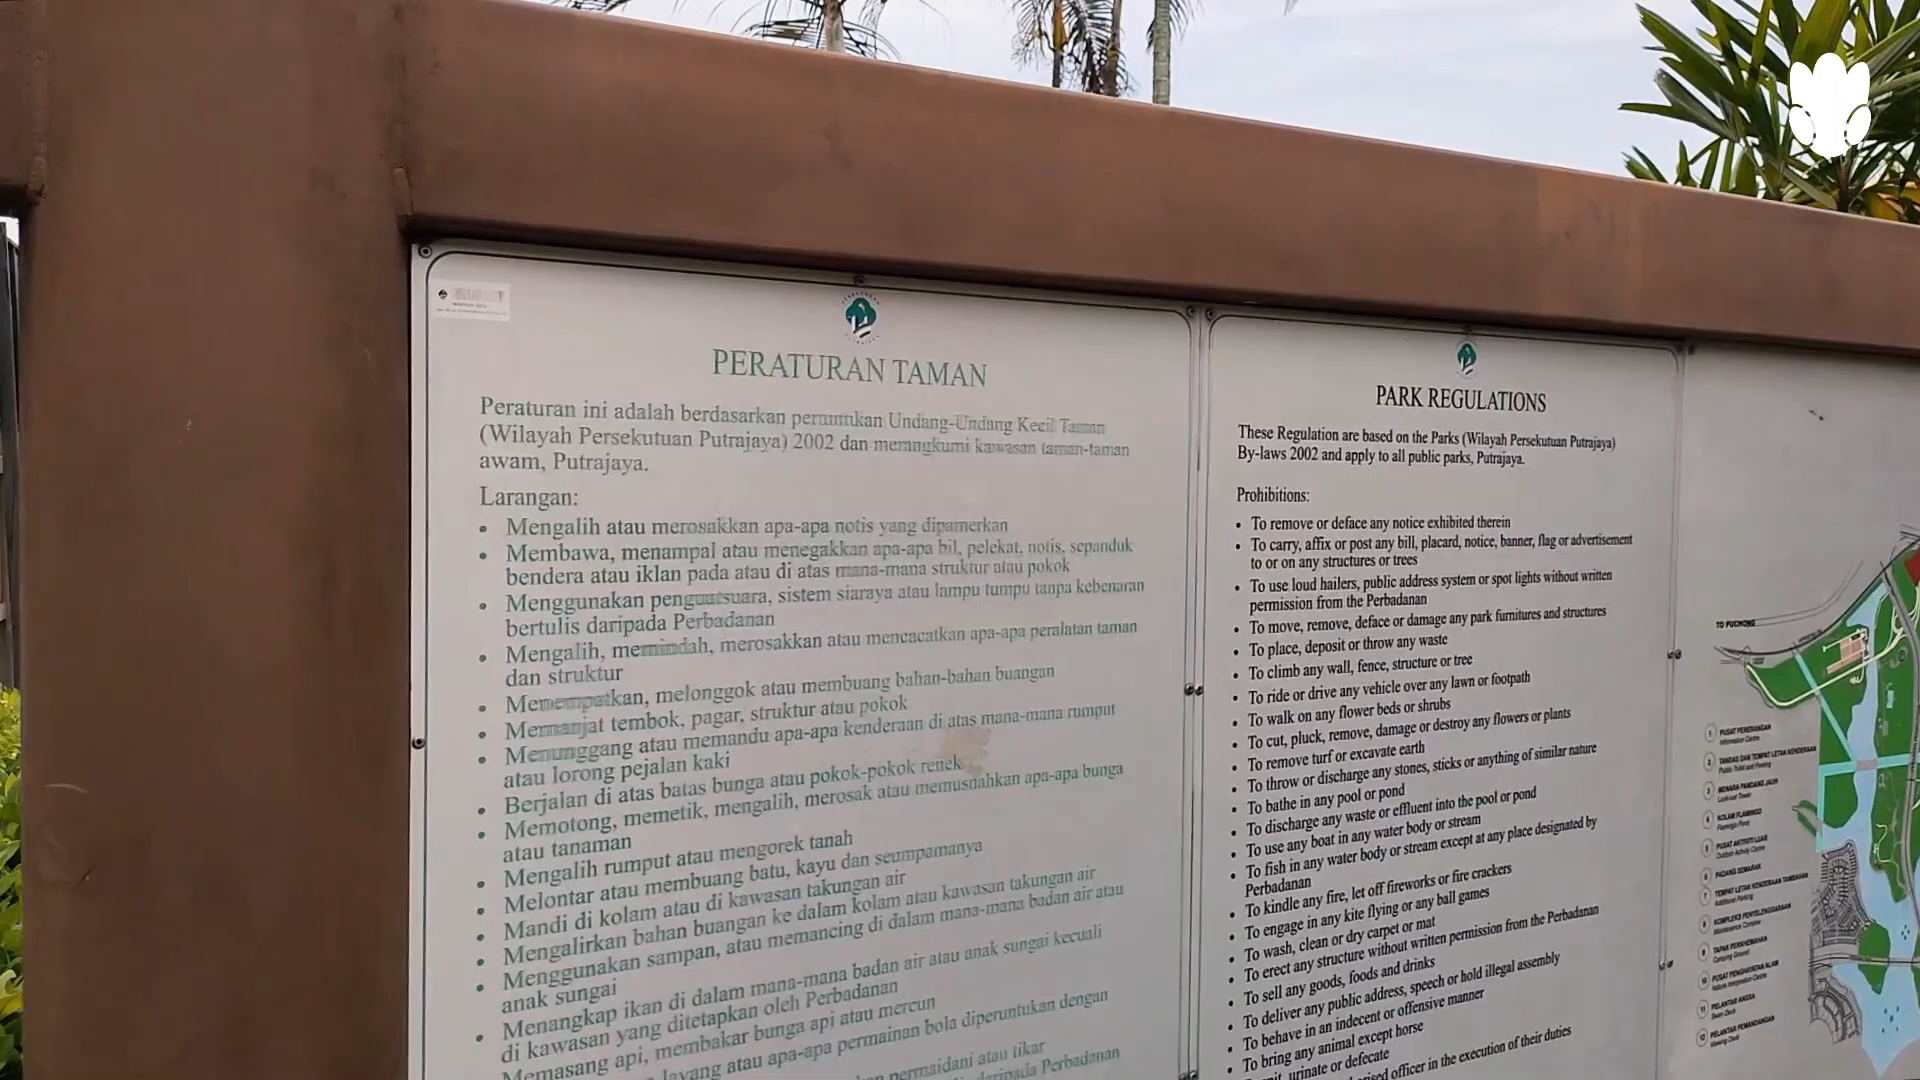 PERATURAN TAMAN
Peraturan ini adalah berdasarkan peruntukan Undang-Undang Kecil Taman
(Wilayah Persekutuan Putrajaya) 2002 dan merangkumi kawasan taman-taman
awam, Putrajaya.
Larangan:
• Mengalih atau merosakkan apa-apa notis yang dipamerkan
• Membawa, menampal atau menegakkan apa-apa bil, pelekat, notis, sepanduk
bendera atau iklan pada atau di atas mana-mana struktur atau pokok
• Menggunakan penguatsuara, sistem siaraya atau lampu tumpu tanpa kebenaran
bertulis daripada Perbadanan
• Mengalih, memindah, merosakkan atau mencacatkan apa-apa peralatan taman
dan struktur
• Menempatkan, melonggok atau membuang bahan-bahan buangan
• Memanjat tembok, pagar, struktur atau pokok
• Menunggang atau memandu apa-apa kenderaan di atas mana-mana rumput
atau lorong pejalan kaki
• Berjalan di atas batas bunga atau pokok-pokok renek
• Memotong, memetik, mengalih, merosak atau memusnahkan apa-apa bunga
atau tanaman
• Mengalih rumput atau mengorek tanah
• Melontar atau membuang batu, kayu dan seumpamanya
• Mandi di kolam atau di kawasan takungan air
• Mengalirkan bahan buangan ke dalam kolam atau kawasan takungan air
• Menggunakan sampan, atau memancing di dalam mana-mana badan air atau
anak sungai
• Menangkap ikan di dalam mana-mana badan air atau anak sungai kecuali
di kawasan yang ditetapkan oleh Perbadanan
Memasang api, membakar bunga api atau mercun
layang atau apa-apa permainan bola diperuntukan dengan
permaidani atau tikar
daripada Perbadanan
PARK REGULATIONS
These Regulation are based on the Parks (Wilayah Persekutuan Putrajaya)
By-laws 2002 and apply to all public parks, Putrajaya.
Prohibitions:
• To remove or deface any notice exhibited therein
• To carry, affix or post any bill, placard, notice, banner, flag or advertisement
to or on any structures or trees
• To use loud hailers, public address system or spot lights without written
permission from the Perbadanan
• To move, remove, deface or damage any park furnitures and structures
• To place, deposit or throw any waste
• To climb any wall, fence, structure or tree
• To ride or drive any vehicle over any lawn or footpath
• To walk on any flower beds or shrubs
• To cut, pluck, remove, damage or destroy any flowers or plants
• To remove turf or excavate earth
• To throw or discharge any stones, sticks or anything of similar nature
• To bathe in any pool or pond
• To discharge any waste or effluent into the pool or pond
• To use any boat in any water body or stream
• To fish in any water body or stream except at any place designated by
Perbadanan
• To kindle any fire, let off fireworks or fire crackers
• To engage in any kite flying or any ball games
• To wash, clean or dry carpet or mat
• To erect any structure without written permission from the Perbadanan
• To sell any goods, foods and drinks
• To deliver any public address, speech or hold illegal assembly
• To behave in an indecent or offensive manner
• To bring any animal except horse
urinate or defecate
officer in the execution of their duties
TO PUCHONG
1 PUSAT PENERANGAN
Information Centre
2 TANDAS DAN TEMPAT LETAK KENDERAAN
Public Toilet and Parking
3 MENARA PANDANG JAUH
Look-out Tower
4 KOLAM FLAMINGO
Flamingo Pond
5 PUSAT AKTIVITI LUAR
Outdoor Activity Centre
6 PADANG SEMARAK
7 TEMPAT LETAK KENDERAAN TAMBAHAN
Additional Parking
8 KOMPLEKS PENYELENGGARAAN
Maintenance Complex
9 TAPAK PERKHEMAHAN
Camping Ground
10 PUSAT PENGHAYATAN ALAM
Nature Interpretation Centre
11 PELANTAR ANGSA
Swan Deck
12 PELANTAR PEMANDANGAN
Viewing Deck